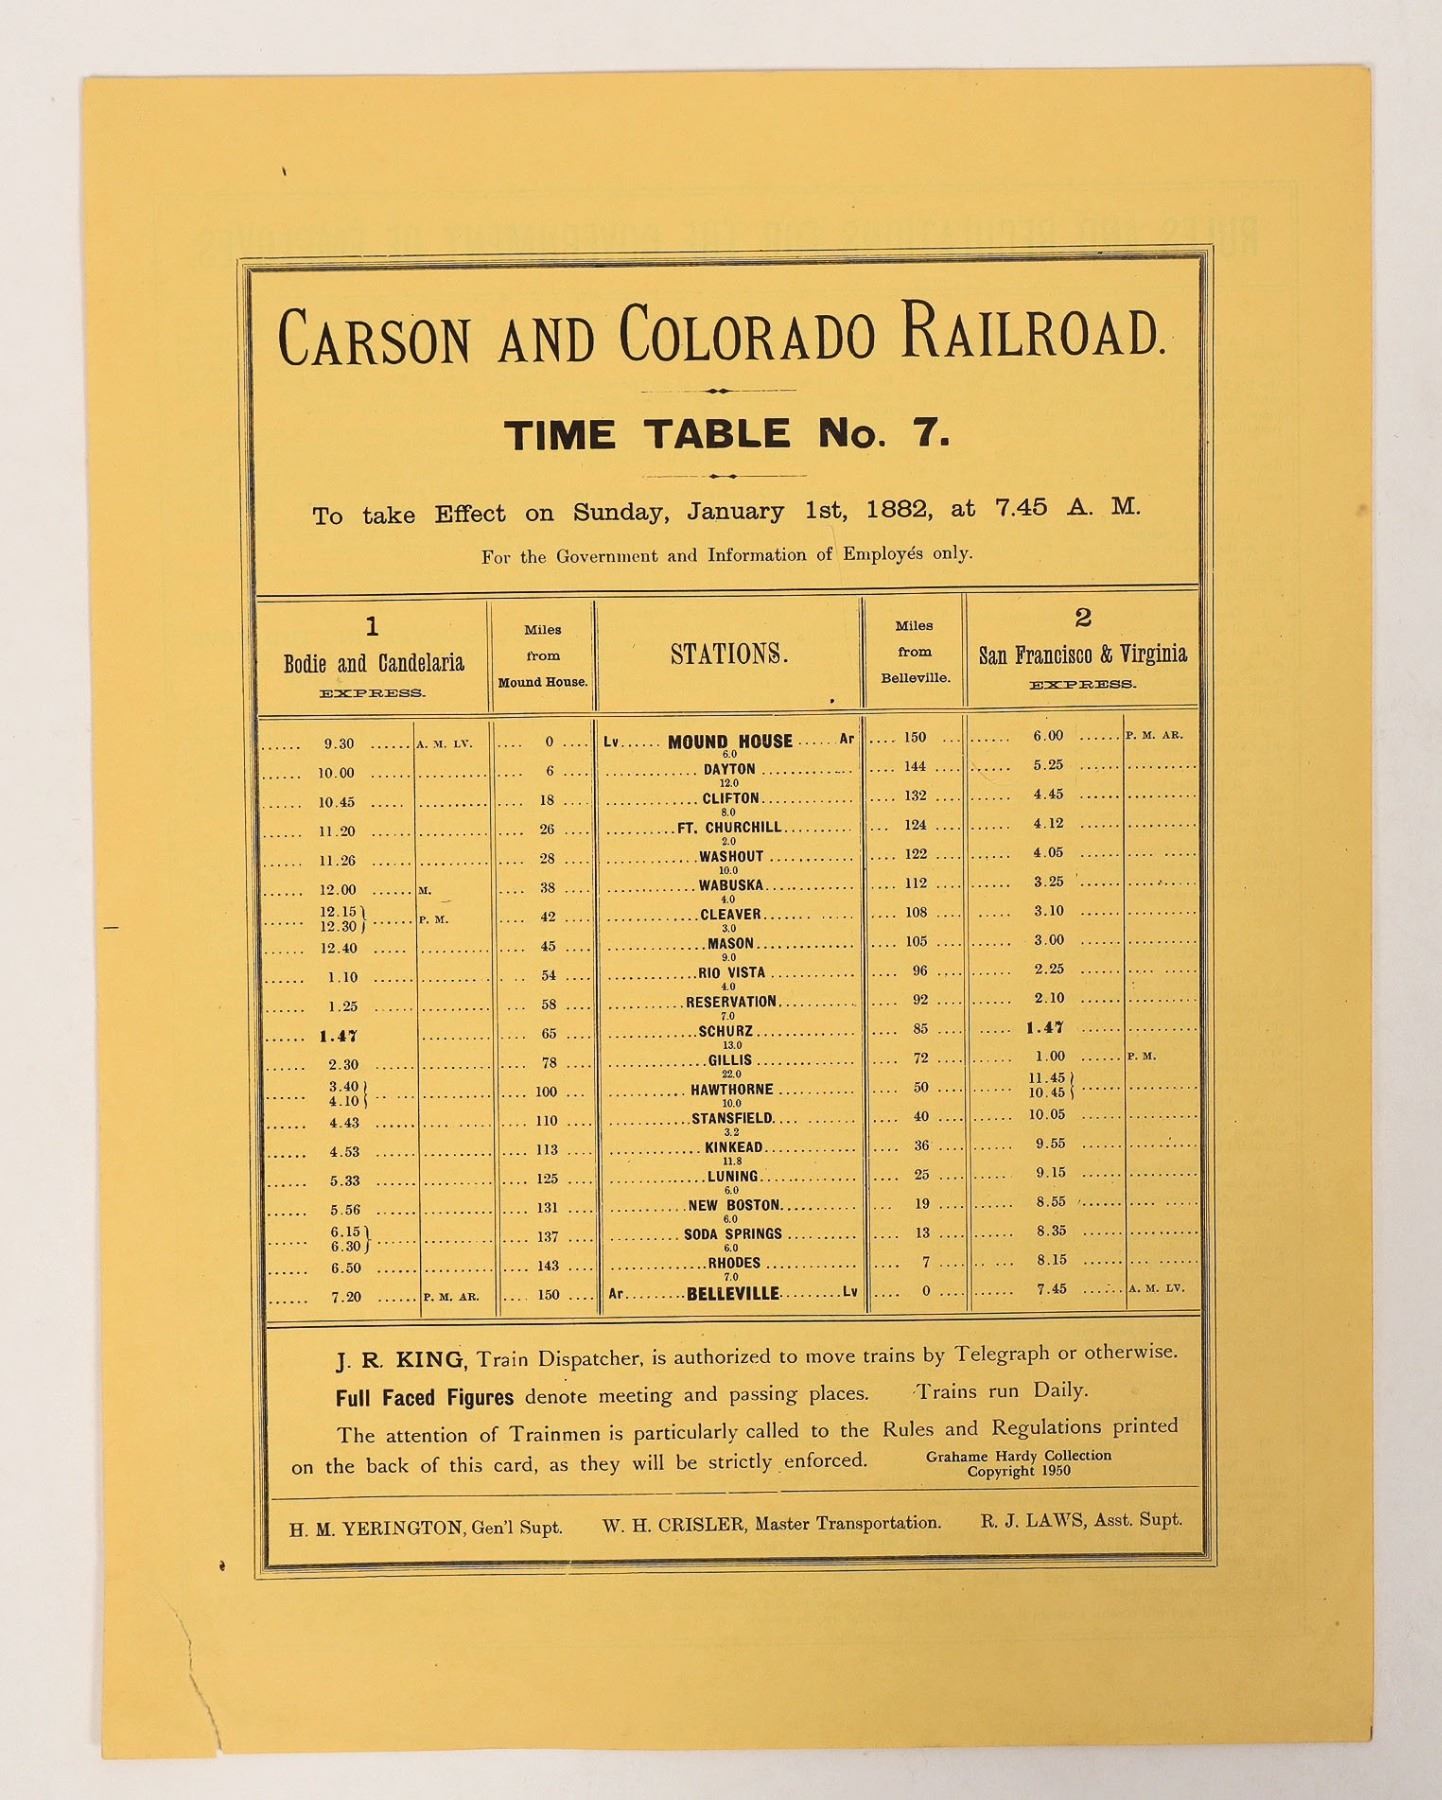 CARSON AND COLORADO RAILROAD.
TIME TABLE No. 7.
To take Effect on Sunday, January 1st, 1882, at 7.45 A. M.
For the Government and Information of Employés only.
1 Bodie and Candelaria EXPRESS. Miles from Mound House. STATIONS. Miles from Belleville. 2 San Francisco & Virginia EXPRESS.
9.30 A. M. LV. 0 Lv...... MOUND HOUSE ...... Ar 150 6.00 P. M. AR.
6.0
10.00 6 DAYTON 144 5.25
12.0
10.45 18 CLIFTON 132 4.45
8.0
11.20 26 FT. CHURCHILL 124 4.12
2.0
11.26 28 WASHOUT 122 4.05
10.0
12.00 M. 38 WABUSKA 112 3.25
4.0
12.15 12.30 } P. M. 42 CLEAVER 108 3.10
3.0
12.40 45 MASON 105 3.00
9.0
1.10 54 RIO VISTA 96 2.25
4.0
1.25 58 RESERVATION 92 2.10
7.0
1.47 65 SCHURZ 85 1.47
13.0
2.30 78 GILLIS 72 1.00 P. M.
22.0
3.40 4.10 } 100 HAWTHORNE 50 11.45 10.45 }
10.0
4.43 110 STANSFIELD 40 10.05
3.2
4.53 113 KINKEAD 36 9.55
11.8
5.33 125 LUNING 25 9.15
6.0
5.56 131 NEW BOSTON 19 8.55
6.0
6.15 6.30 } 137 SODA SPRINGS 13 8.35
6.0
6.50 143 RHODES 7 8.15
7.0
7.20 P. M. AR. 150 Ar......... BELLEVILLE ......... Lv 0 7.45 A. M. LV.
J. R. KING, Train Dispatcher, is authorized to move trains by Telegraph or otherwise.
Full Faced Figures denote meeting and passing places. Trains run Daily.
The attention of Trainmen is particularly called to the Rules and Regulations printed
on the back of this card, as they will be strictly enforced.
Grahame Hardy Collection
Copyright 1950
H. M. YERINGTON, Gen'l Supt. W. H. CRISLER, Master Transportation. R. J. LAWS, Asst. Supt.